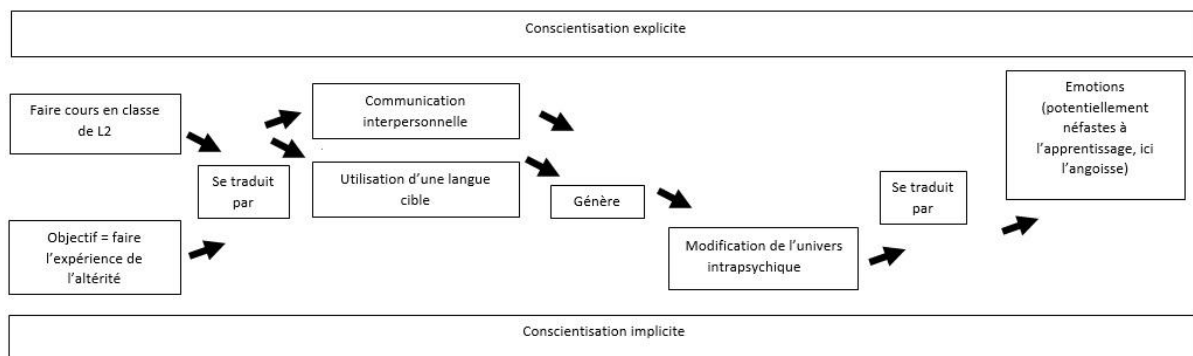 Conscientisation explicite
Faire cours en classe
de L2
Objectif = faire
l'expérience de
l'altérité
Se traduit
par
Communication
interpersonnelle
Utilisation d'une langue
cible
Génère
Modification de l'univers
intrapsychique
Se traduit
par
Emotions
(potentiellement
néfastes à
l'apprentissage, ici
l'angoisse)
Conscientisation implicite